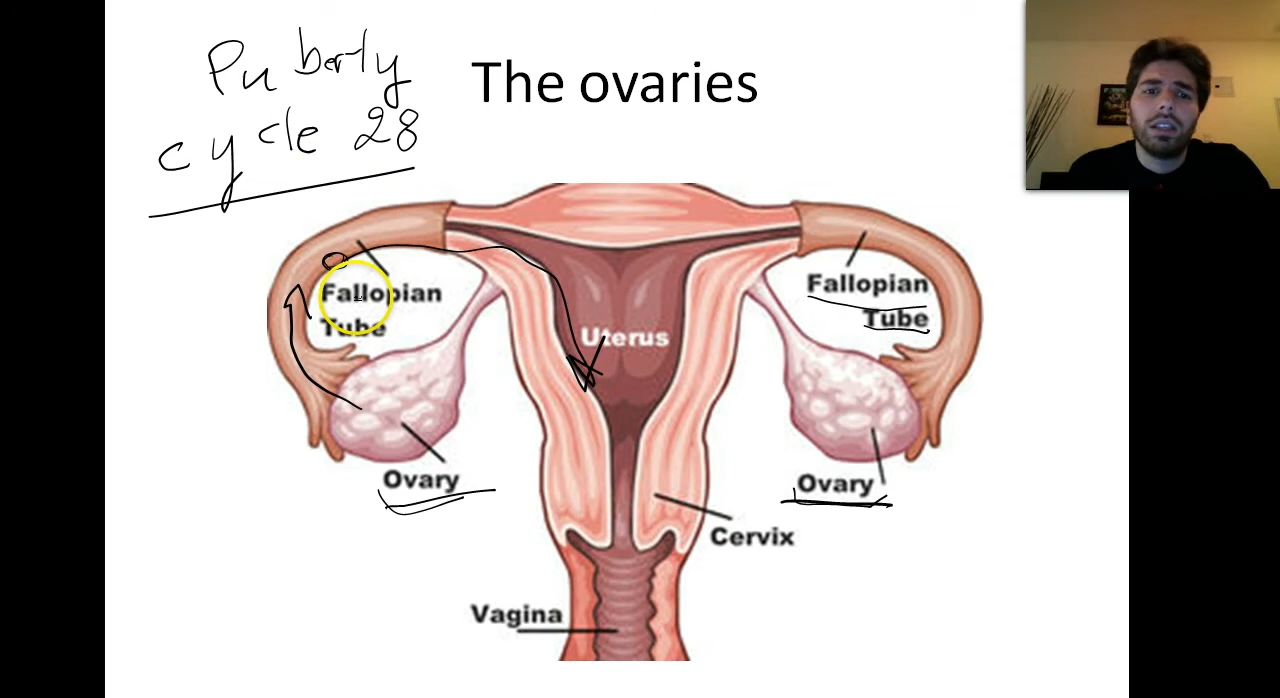 Puberty
The ovaries
cycle 28
Fallopian
Tube
Fallopian
Tube
Uterus
Ovary
Ovary
Cervix
Vagina